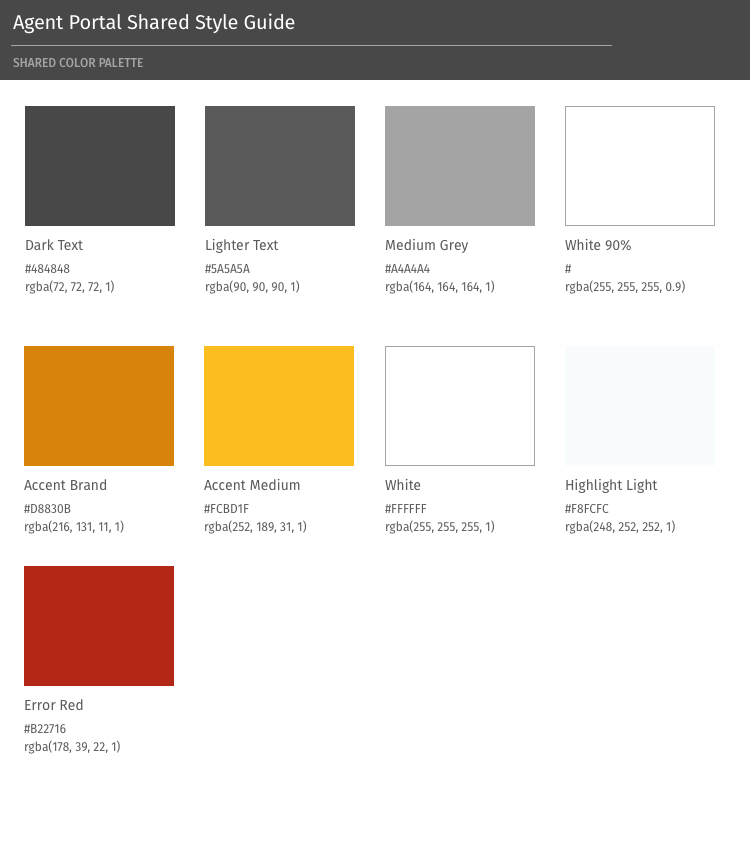 Agent Portal Shared Style Guide
SHARED COLOR PALETTE
Dark Text
#484848
rgba(72, 72, 72, 1)
Lighter Text
#5A5A5A
rgba(90, 90, 90, 1)
Medium Grey
#A4A4A4
rgba(164, 164, 164, 1)
White 90%
#
rgba(255, 255, 255, 0.9)
Accent Brand
#D8830B
rgba(216, 131, 11, 1)
Accent Medium
#FCBD1F
rgba(252, 189, 31, 1)
White
#FFFFFF
rgba(255, 255, 255, 1)
Highlight Light
#F8FCFC
rgba(248, 252, 252, 1)
Error Red
#B22716
rgba(178, 39, 22, 1)